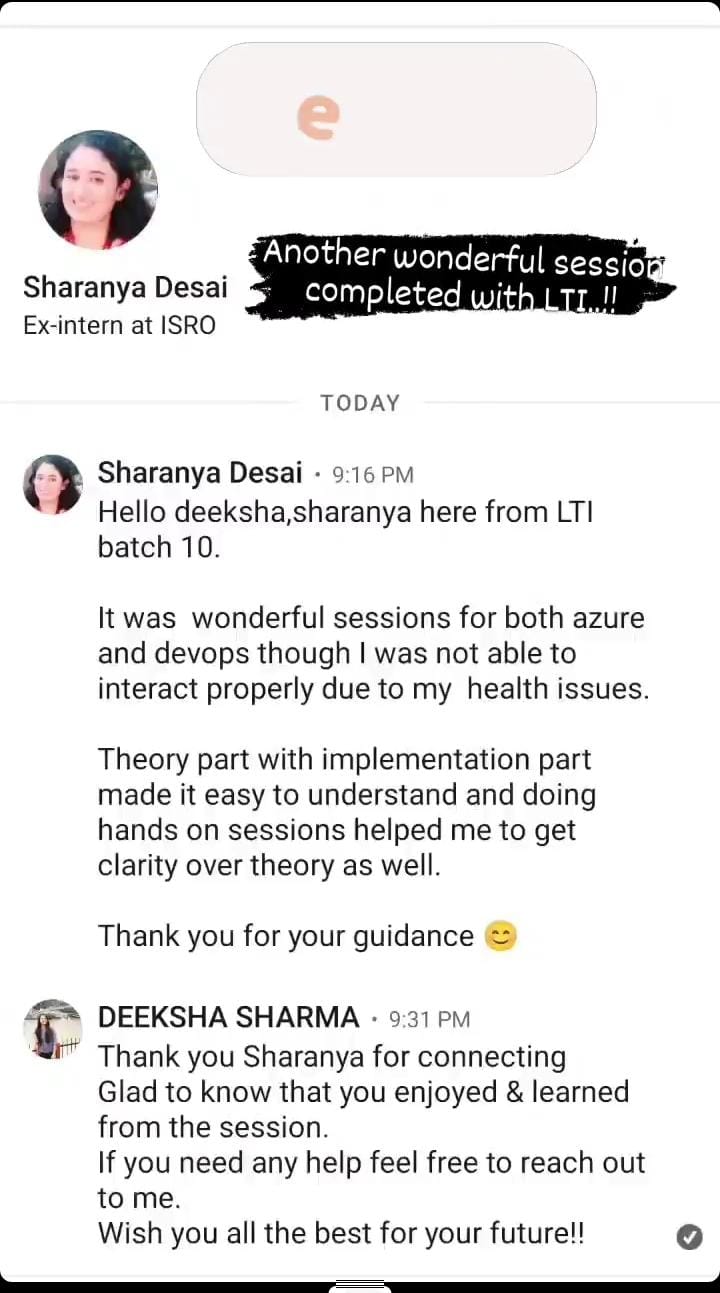 e
Another wonderful session
completed with LTI..!!
Sharanya Desai
Ex-intern at ISRO
TODAY
Sharanya Desai • 9:16 PM
Hello deeksha,sharanya here from LTI
batch 10.
It was  wonderful sessions for both azure
and devops though I was not able to
interact properly due to my  health issues.
Theory part with implementation part
made it easy to understand and doing
hands on sessions helped me to get
clarity over theory as well.
Thank you for your guidance 😊
DEEKSHA SHARMA • 9:31 PM
Thank you Sharanya for connecting
Glad to know that you enjoyed & learned
from the session.
If you need any help feel free to reach out
to me.
Wish you all the best for your future!!